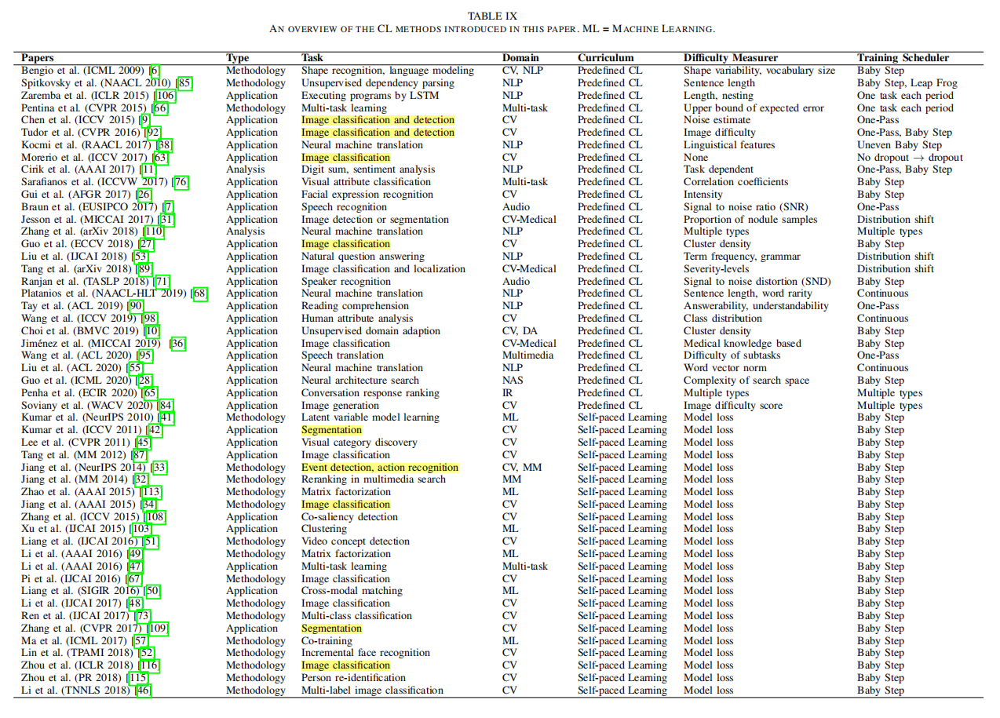 TABLE IX
AN OVERVIEW OF THE CL METHODS INTRODUCED IN THIS PAPER. ML = MACHINE LEARNING.
Papers Type Task Domain Curriculum Difficulty Measurer Training Scheduler
Bengio et al. (ICML 2009) [6] Methodology Shape recognition, language modeling CV, NLP Predefined CL Shape variability, vocabulary size Baby Step
Spitkovsky et al. (NAACL 2010) [85] Methodology Unsupervised dependency parsing NLP Predefined CL Sentence length Baby Step, Leap Frog
Zaremba et al. (ICLR 2015) [106] Application Executing programs by LSTM NLP Predefined CL Length, nesting One task each period
Pentina et al. (CVPR 2015) [66] Methodology Multi-task learning Multi-task Predefined CL Upper bound of expected error One task each period
Chen et al. (ICCV 2015) [9] Application Image classification and detection CV Predefined CL Noise estimate One-Pass
Tudor et al. (CVPR 2016) [92] Application Image classification and detection CV Predefined CL Image difficulty One-Pass, Baby Step
Kocmi et al. (RAACL 2017) [38] Application Neural machine translation NLP Predefined CL Linguistical features Uneven Baby Step
Morerio et al. (ICCV 2017) [63] Application Image classification CV Predefined CL None No dropout → dropout
Cirik et al. (AAAI 2017) [11] Analysis Digit sum, sentiment analysis NLP Predefined CL Task dependent One-Pass, Baby Step
Sarafianos et al. (ICCVW 2017) [76] Application Visual attribute classification Multi-task Predefined CL Correlation coefficients Baby Step
Gui et al. (AFGR 2017) [26] Application Facial expression recognition CV Predefined CL Intensity Baby Step
Braun et al. (EUSIPCO 2017) [7] Application Speech recognition Audio Predefined CL Signal to noise ratio (SNR) One-Pass
Jesson et al. (MICCAI 2017) [31] Application Image detection or segmentation CV-Medical Predefined CL Proportion of nodule samples Distribution shift
Zhang et al. (arXiv 2018) [110] Analysis Neural machine translation NLP Predefined CL Multiple types Multiple types
Guo et al. (ECCV 2018) [27] Application Image classification CV Predefined CL Cluster density Baby Step
Liu et al. (IJCAI 2018) [53] Application Natural question answering NLP Predefined CL Term frequency, grammar Distribution shift
Tang et al. (arXiv 2018) [89] Application Image classification and localization CV-Medical Predefined CL Severity-levels Distribution shift
Ranjan et al. (TASLP 2018) [71] Application Speaker recognition Audio Predefined CL Signal to noise distortion (SND) Baby Step
Platanios et al. (NAACL-HLT 2019) [68] Application Neural machine translation NLP Predefined CL Sentence length, word rarity Continuous
Tay et al. (ACL 2019) [90] Application Reading comprehension NLP Predefined CL Answerability, understandability One-Pass
Wang et al. (ICCV 2019) [98] Application Human attribute analysis CV Predefined CL Class distribution Continuous
Choi et al. (BMVC 2019) [10] Application Unsupervised domain adaption CV, DA Predefined CL Cluster density Baby Step
Jiménez et al. (MICCAI 2019) [36] Application Image classification CV-Medical Predefined CL Medical knowledge based Baby Step
Wang et al. (ACL 2020) [95] Application Speech translation Multimedia Predefined CL Difficulty of subtasks One-Pass
Liu et al. (ACL 2020) [55] Application Neural machine translation NLP Predefined CL Word vector norm Continuous
Guo et al. (ICML 2020) [28] Application Neural architecture search NAS Predefined CL Complexity of search space Baby Step
Penha et al. (ECIR 2020) [65] Application Conversation response ranking IR Predefined CL Multiple types Multiple types
Soviany et al. (WACV 2020) [84] Application Image generation CV Predefined CL Image difficulty score Multiple types
Kumar et al. (NeurIPS 2010) [41] Methodology Latent variable model learning ML Self-paced Learning Model loss Baby Step
Kumar et al. (ICCV 2011) [42] Application Segmentation CV Self-paced Learning Model loss Baby Step
Lee et al. (CVPR 2011) [45] Application Visual category discovery CV Self-paced Learning Model loss Baby Step
Tang et al. (MM 2012) [87] Application Image classification CV Self-paced Learning Model loss Baby Step
Jiang et al. (NeurIPS 2014) [33] Methodology Event detection, action recognition CV, MM Self-paced Learning Model loss Baby Step
Jiang et al. (MM 2014) [32] Methodology Reranking in multimedia search MM Self-paced Learning Model loss Baby Step
Zhao et al. (AAAI 2015) [113] Methodology Matrix factorization ML Self-paced Learning Model loss Baby Step
Jiang et al. (AAAI 2015) [34] Methodology Image classification CV Self-paced Learning Model loss Baby Step
Zhang et al. (ICCV 2015) [108] Application Co-saliency detection CV Self-paced Learning Model loss Baby Step
Xu et al. (IJCAI 2015) [103] Application Clustering ML Self-paced Learning Model loss Baby Step
Liang et al. (IJCAI 2016) [51] Methodology Video concept detection CV Self-paced Learning Model loss Baby Step
Li et al. (AAAI 2016) [49] Methodology Matrix factorization ML Self-paced Learning Model loss Baby Step
Li et al. (AAAI 2016) [47] Application Multi-task learning Multi-task Self-paced Learning Model loss Baby Step
Pi et al. (IJCAI 2016) [67] Methodology Image classification CV Self-paced Learning Model loss Baby Step
Liang et al. (SIGIR 2016) [50] Application Cross-modal matching ML Self-paced Learning Model loss Baby Step
Li et al. (IJCAI 2017) [48] Methodology Image classification CV Self-paced Learning Model loss Baby Step
Ren et al. (IJCAI 2017) [73] Methodology Multi-class classification CV Self-paced Learning Model loss Baby Step
Zhang et al. (CVPR 2017) [109] Application Segmentation CV Self-paced Learning Model loss Baby Step
Ma et al. (ICML 2017) [57] Methodology Co-training ML Self-paced Learning Model loss Baby Step
Lin et al. (TPAMI 2018) [52] Methodology Incremental face recognition CV Self-paced Learning Model loss Baby Step
Zhou et al. (ICLR 2018) [116] Methodology Image classification CV Self-paced Learning Model loss Baby Step
Zhou et al. (PR 2018) [115] Methodology Person re-identification CV Self-paced Learning Model loss Baby Step
Li et al. (TNNLS 2018) [46] Methodology Multi-label image classification CV Self-paced Learning Model loss Baby Step